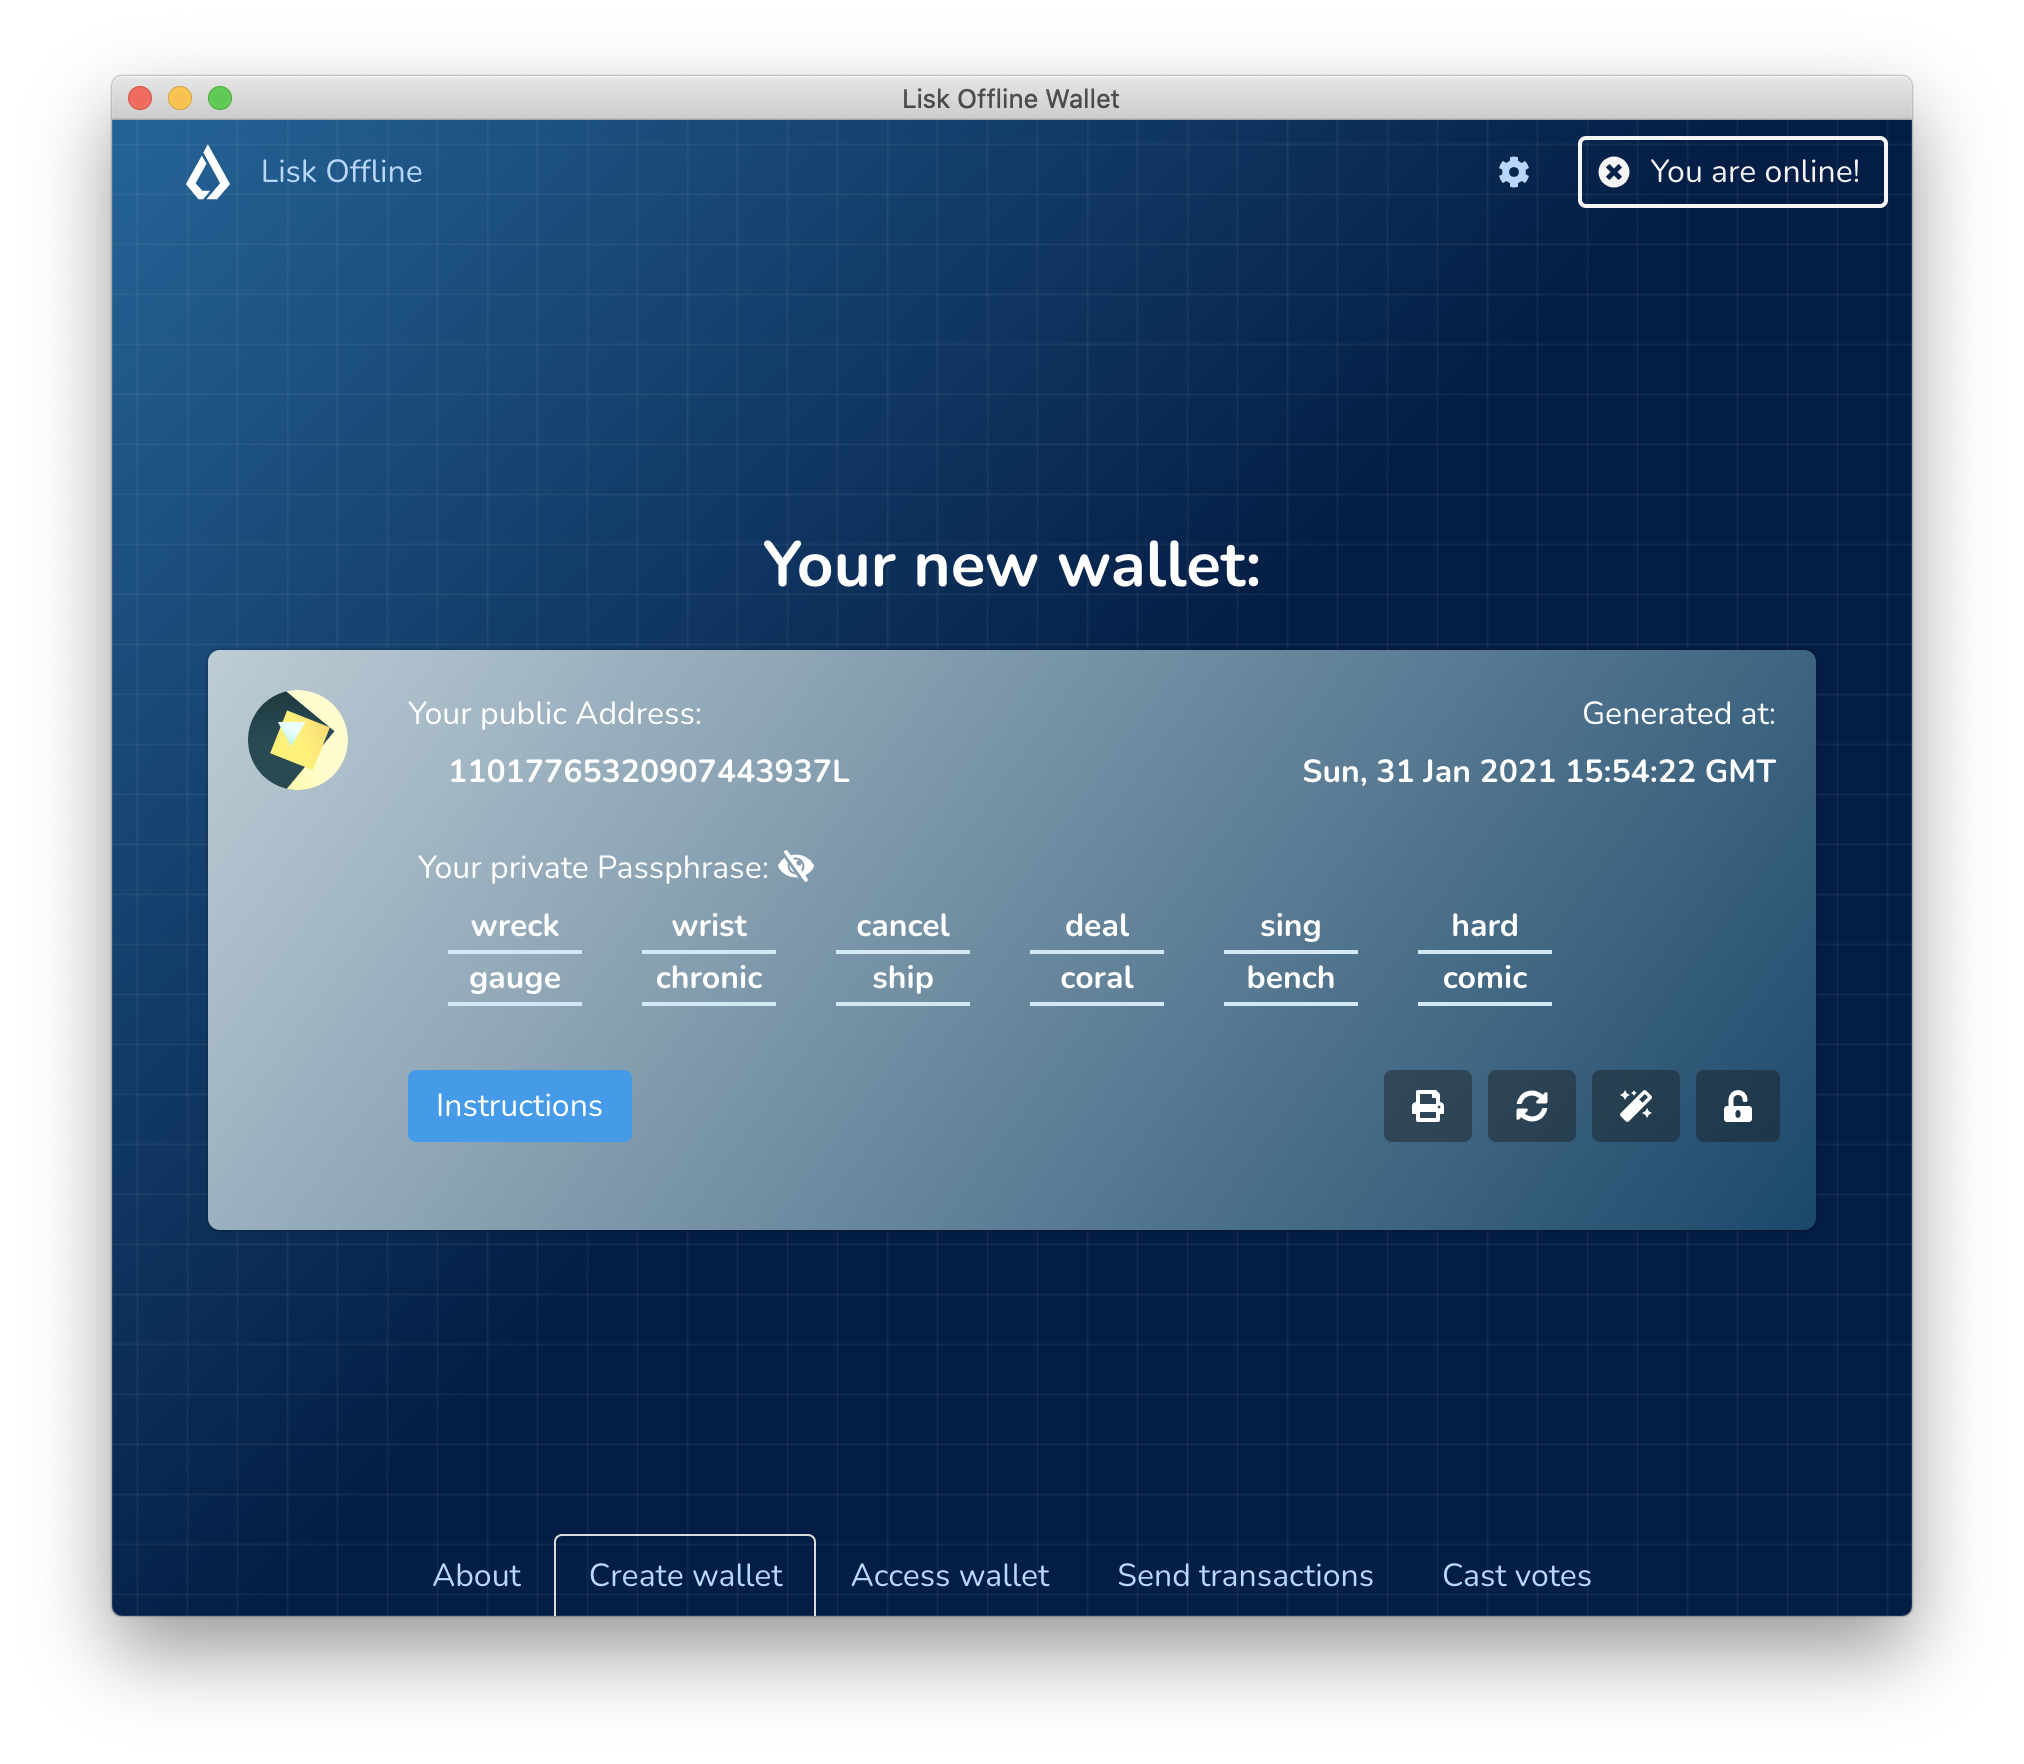 Lisk Offline Wallet
Lisk Offline
You are online!
Your new wallet:
Your public Address: Generated at:
11017765320907443937L Sun, 31 Jan 2021 15:54:22 GMT
Your private Passphrase:
wreck wrist cancel deal sing hard
gauge chronic ship coral bench comic
Instructions
About Create wallet Access wallet Send transactions Cast votes